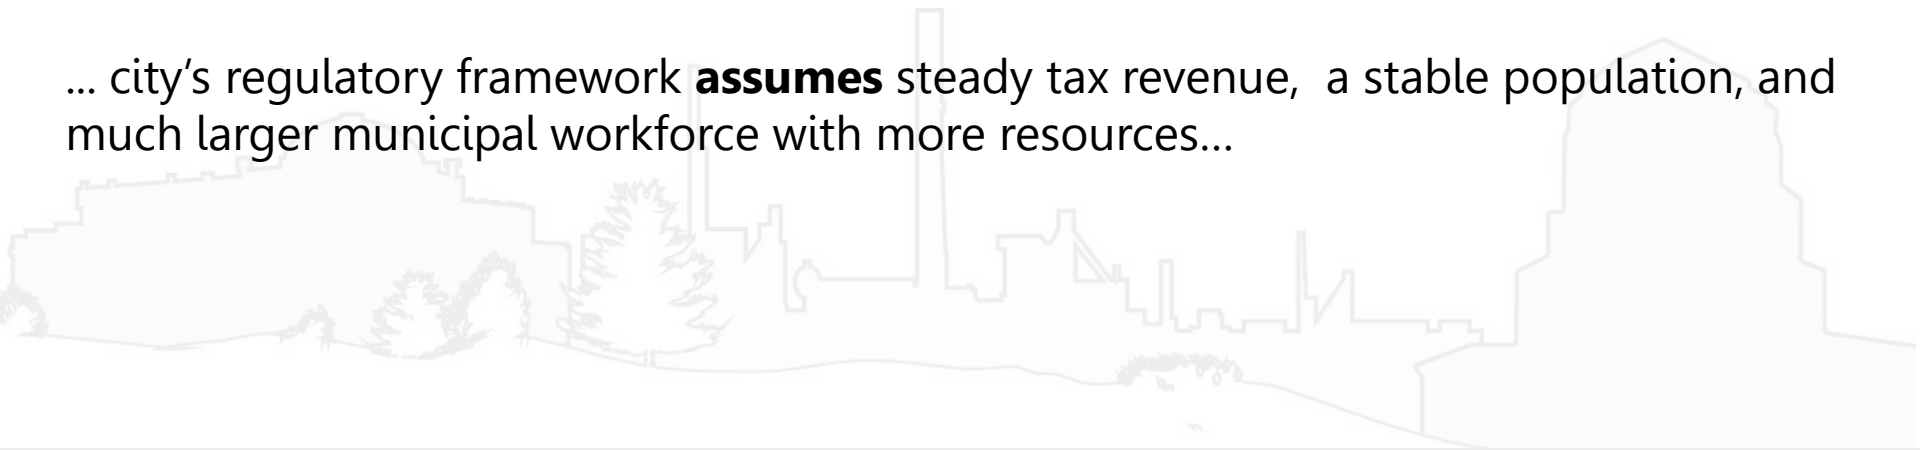 ... city’s regulatory framework assumes steady tax revenue,  a stable population, and
much larger municipal workforce with more resources…